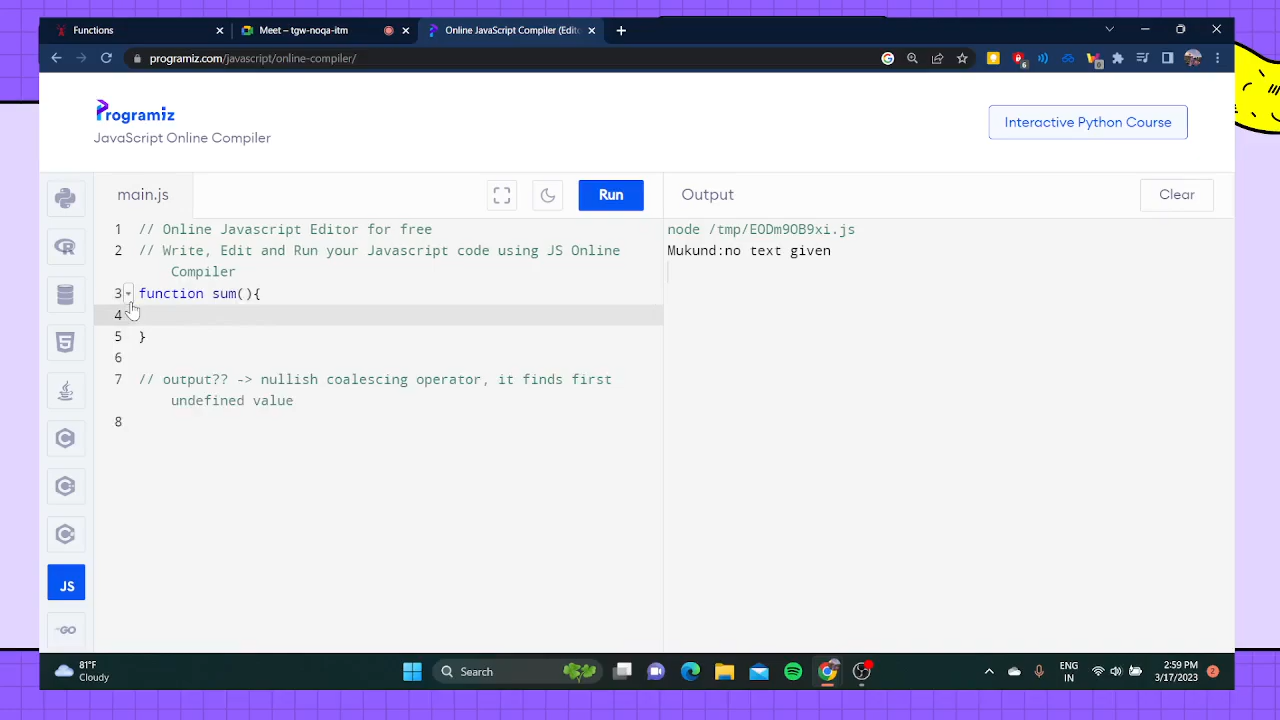 Functions
Meet – tgw-noqa-itm
Online JavaScript Compiler (Edito
programiz.com/javascript/online-compiler/
Programiz
JavaScript Online Compiler
Interactive Python Course
main.js
Run
Output
Clear
1 // Online Javascript Editor for free
2 // Write, Edit and Run your Javascript code using JS Online
Compiler
3 function sum(){
4
5 }
6
7 // output?? -> nullish coalescing operator, it finds first
undefined value
8
node /tmp/EODm9OB9xi.js
Mukund:no text given
JS
GO
81°F
Cloudy
Search
ENG
IN
2:59 PM
3/17/2023
2